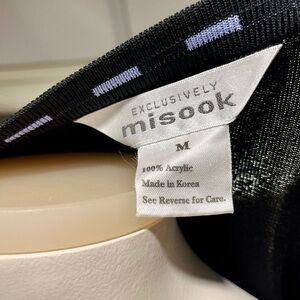 EXCLUSIVELY
misook
M
100% Acrylic
Made in Korea
See Reverse for Care.